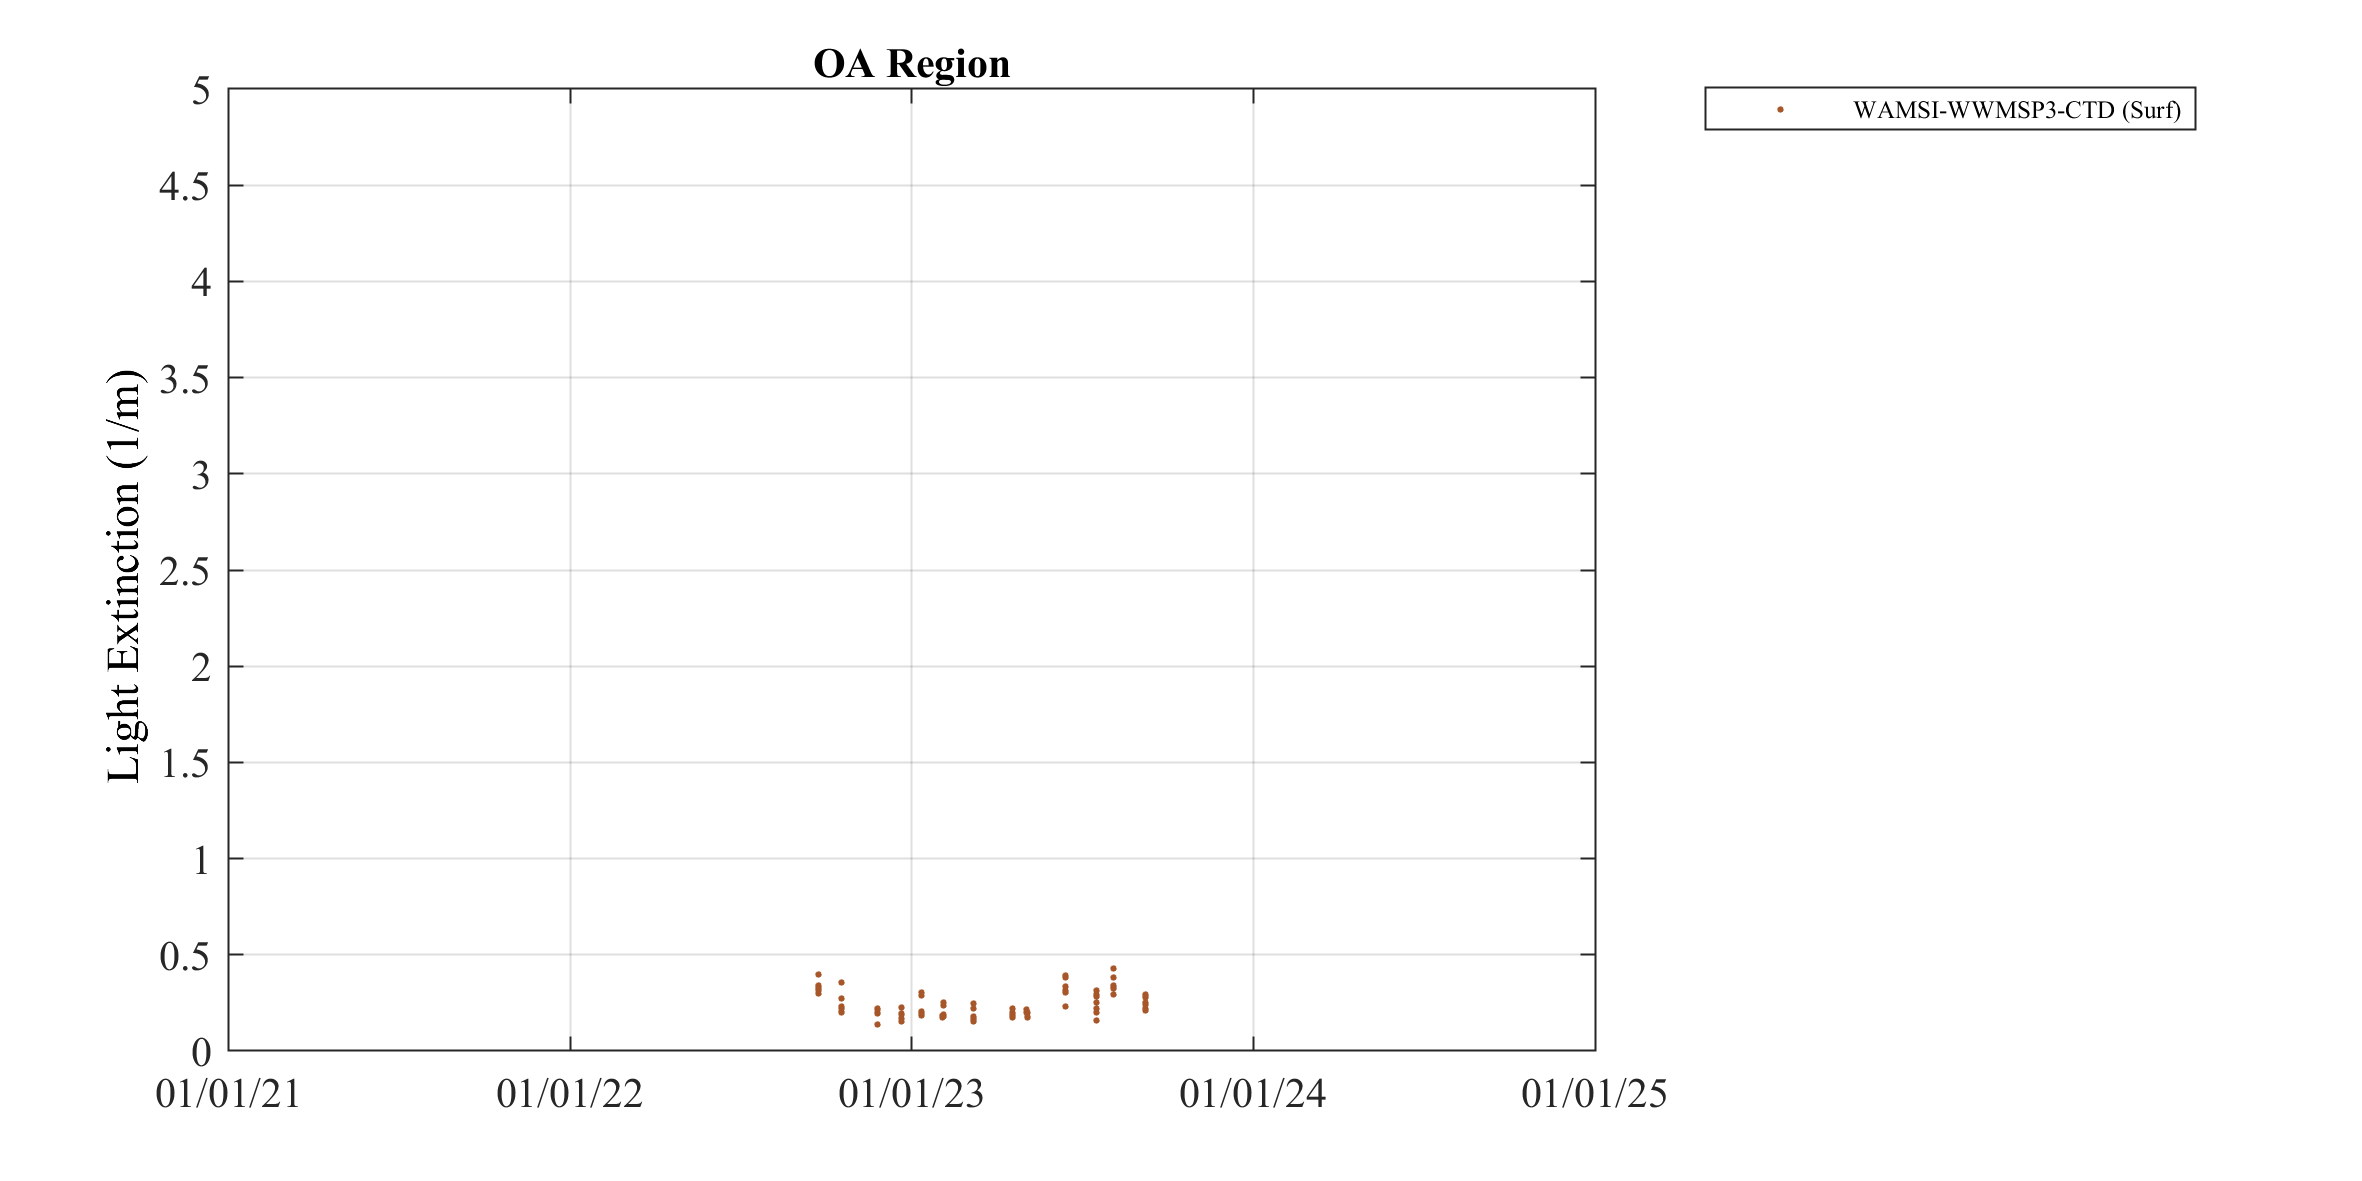 OA Region
WAMSI-WWMSP3-CTD (Surf)
Light Extinction (1/m)
5
4.5
4
3.5
3
2.5
2
1.5
1
0.5
0
01/01/21 01/01/22 01/01/23 01/01/24 01/01/25